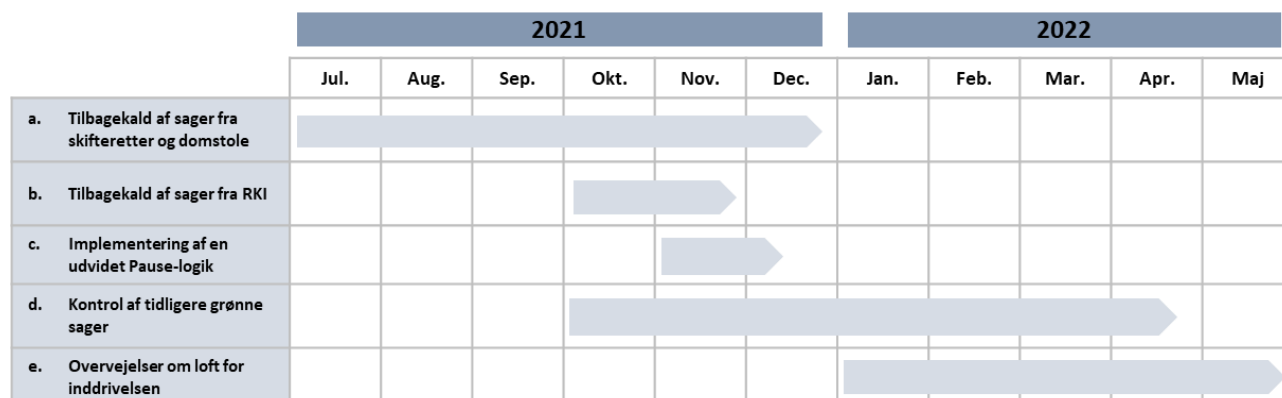 2021 2022
Jul. Aug. Sep. Okt. Nov. Dec. Jan. Feb. Mar. Apr. Maj
a. Tilbagekald af sager fra
skifteretter og domstole
b. Tilbagekald af sager fra RKI
c. Implementering af en
udvidet Pause-logik
d. Kontrol af tidligere grønne
sager
e. Overvejelser om loft for
inddrivelsen